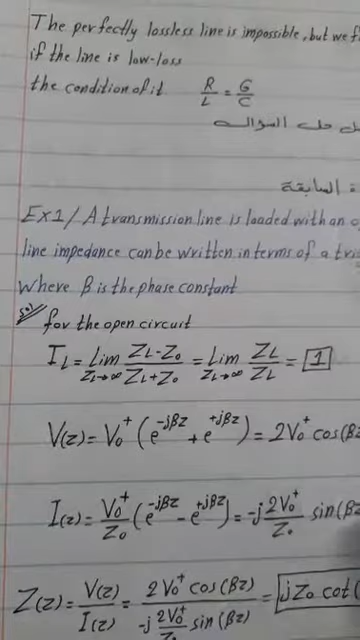 The perfectly lossless line is impossible, but we f
if the line is low-loss
the condition of it R/L = G/C
حل السؤال
السابقة
Ex1/ A transmission line is loaded with an o
line impedance can be written in terms of a tri
where β is the phase constant
sol/ for the open circuit
ΓL = Lim ZL→∞ (ZL-Z0)/(ZL+Z0) = Lim ZL→∞ ZL/ZL = 1
V(z) = V0⁺ (e^-jβz + e^+jβz) = 2V0⁺ cos(βz
I(z) = V0⁺/Z0 (e^-jβz - e^+jβz) = -j 2V0⁺/Z0 sin(βz
Z(z) = V(z)/I(z) = 2V0⁺ cos(βz) / -j 2V0⁺/Z0 sin(βz) = jZ0 cot(